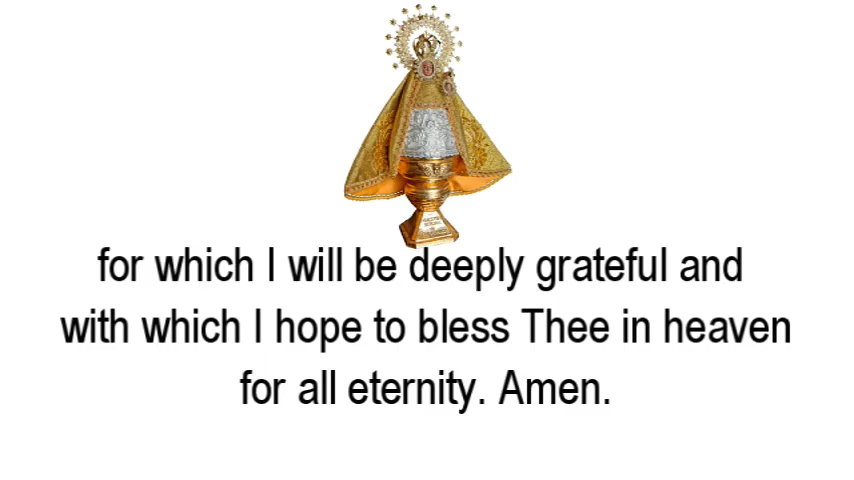 for which I will be deeply grateful and
with which I hope to bless Thee in heaven
for all eternity. Amen.